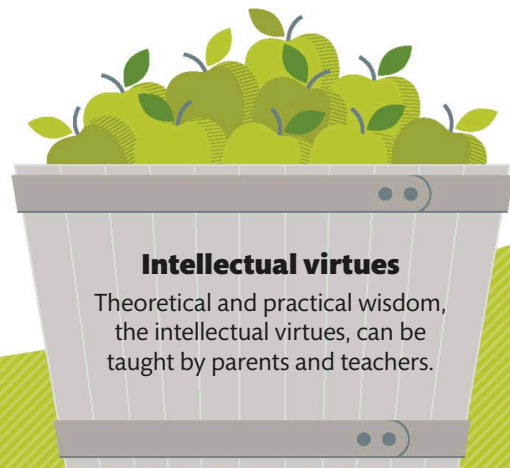 Intellectual virtues
Theoretical and practical wisdom,
the intellectual virtues, can be
taught by parents and teachers.